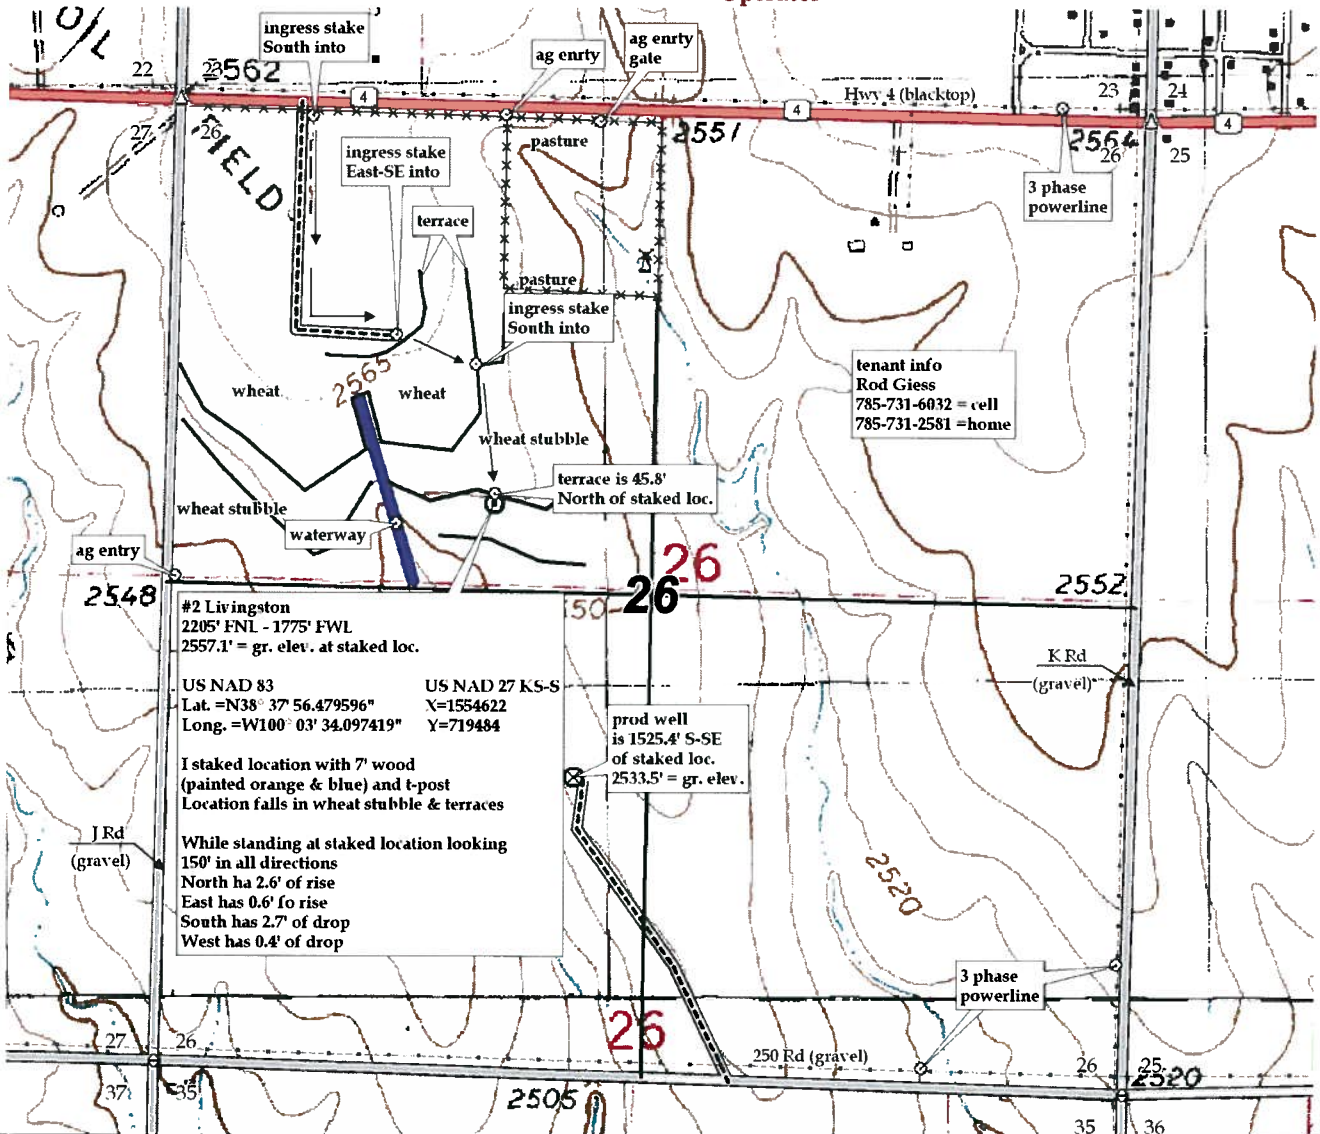 O/L
ingress stake
South into
ag enrty
ag enrty
gate
22
23
2562
4
4
Hwy 4 (blacktop)
23
24
4
27
26
FIELD
pasture
2551
2564
26
25
ingress stake
East-SE into
3 phase
powerline
terrace
pasture
ingress stake
South into
tenant info
Rod Giess
785-731-6032 = cell
785-731-2581 =home
2565
wheat
wheat
wheat stubble
terrace is 45.8'
North of staked loc.
wheat stubble
waterway
ag entry
26
26
2548
2552
50
#2 Livingston
2205' FNL - 1775' FWL
2557.1' = gr. elev. at staked loc.
US NAD 83
US NAD 27 KS-S
Lat. =N38° 37' 56.479596"
X=1554622
Long. =W100° 03' 34.097419"
Y=719484
I staked location with 7' wood
(painted orange & blue) and t-post
Location falls in wheat stubble & terraces
While standing at staked location looking
150' in all directions
North ha 2.6' of rise
East has 0.6' fo rise
South has 2.7' of drop
West has 0.4' of drop
K Rd
(gravel)
prod well
is 1525.4' S-SE
of staked loc.
2533.5' = gr. elev.
J Rd
(gravel)
2520
3 phase
powerline
26
27
26
250 Rd (gravel)
26
25
2520
37
35
2505
35
36